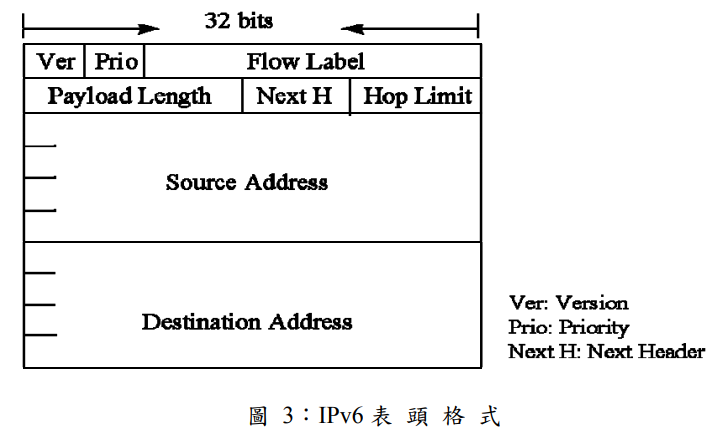 32 bits
Ver Prio Flow Label
Payload Length Next H Hop Limit
Source Address
Destination Address
Ver: Version
Prio: Priority
Next H: Next Header
圖 3：IPv6 表 頭 格 式